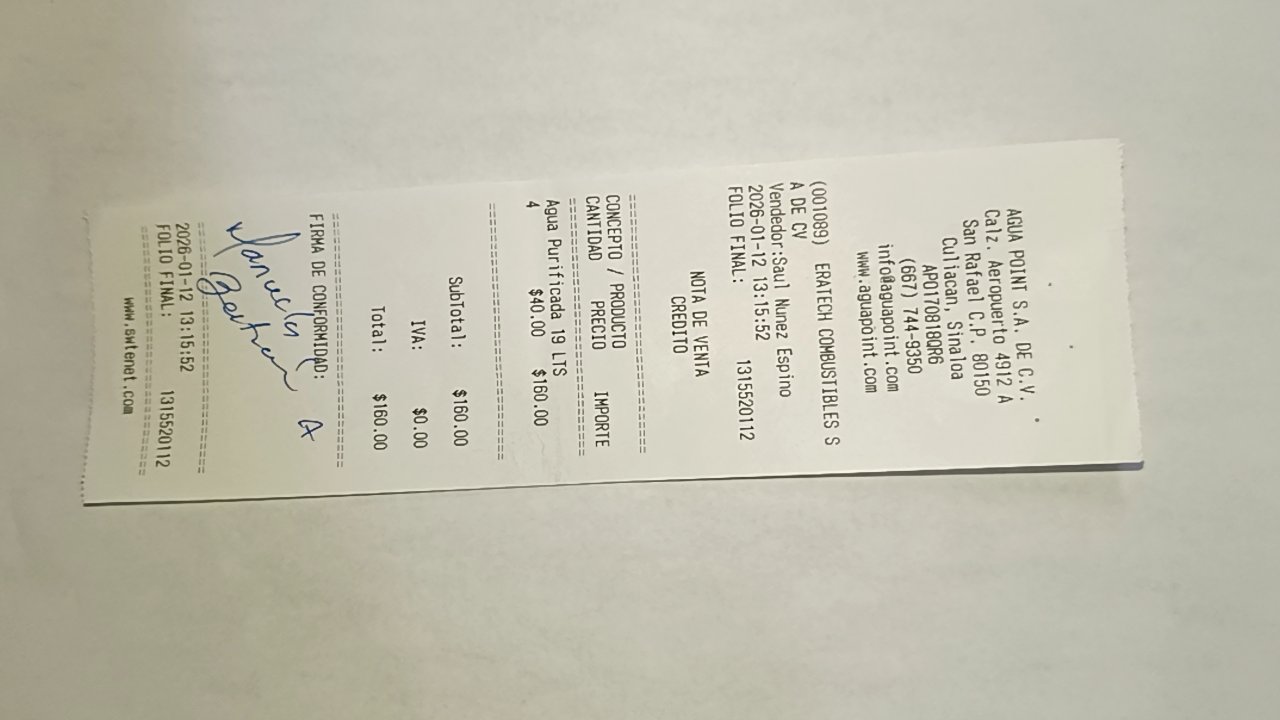 AGUA POINT S.A. DE C.V.
Calz. Aeropuerto 4912 A
San Rafael C.P. 80150
Culiacan, Sinaloa
APO170818QR6
(667) 744-9350
info@aguapoint.com
www.aguapoint.com
(001089) ERATECH COMBUSTIBLES S
A DE CV
Vendedor:Saul Nunez Espino
2026-01-12 13:15:52
FOLIO FINAL: 1315520112
NOTA DE VENTA
CREDITO
==============================
CONCEPTO / PRODUCTO
CANTIDAD PRECIO IMPORTE
==============================
Agua Purificada 19 LTS
4 $40.00 $160.00
==============================
SubTotal: $160.00
IVA: $0.00
Total: $160.00
==============================
FIRMA DE CONFORMIDAD:
Manuela
A
==============================
2026-01-12 13:15:52
FOLIO FINAL: 1315520112
==============================
www.swtenet.com